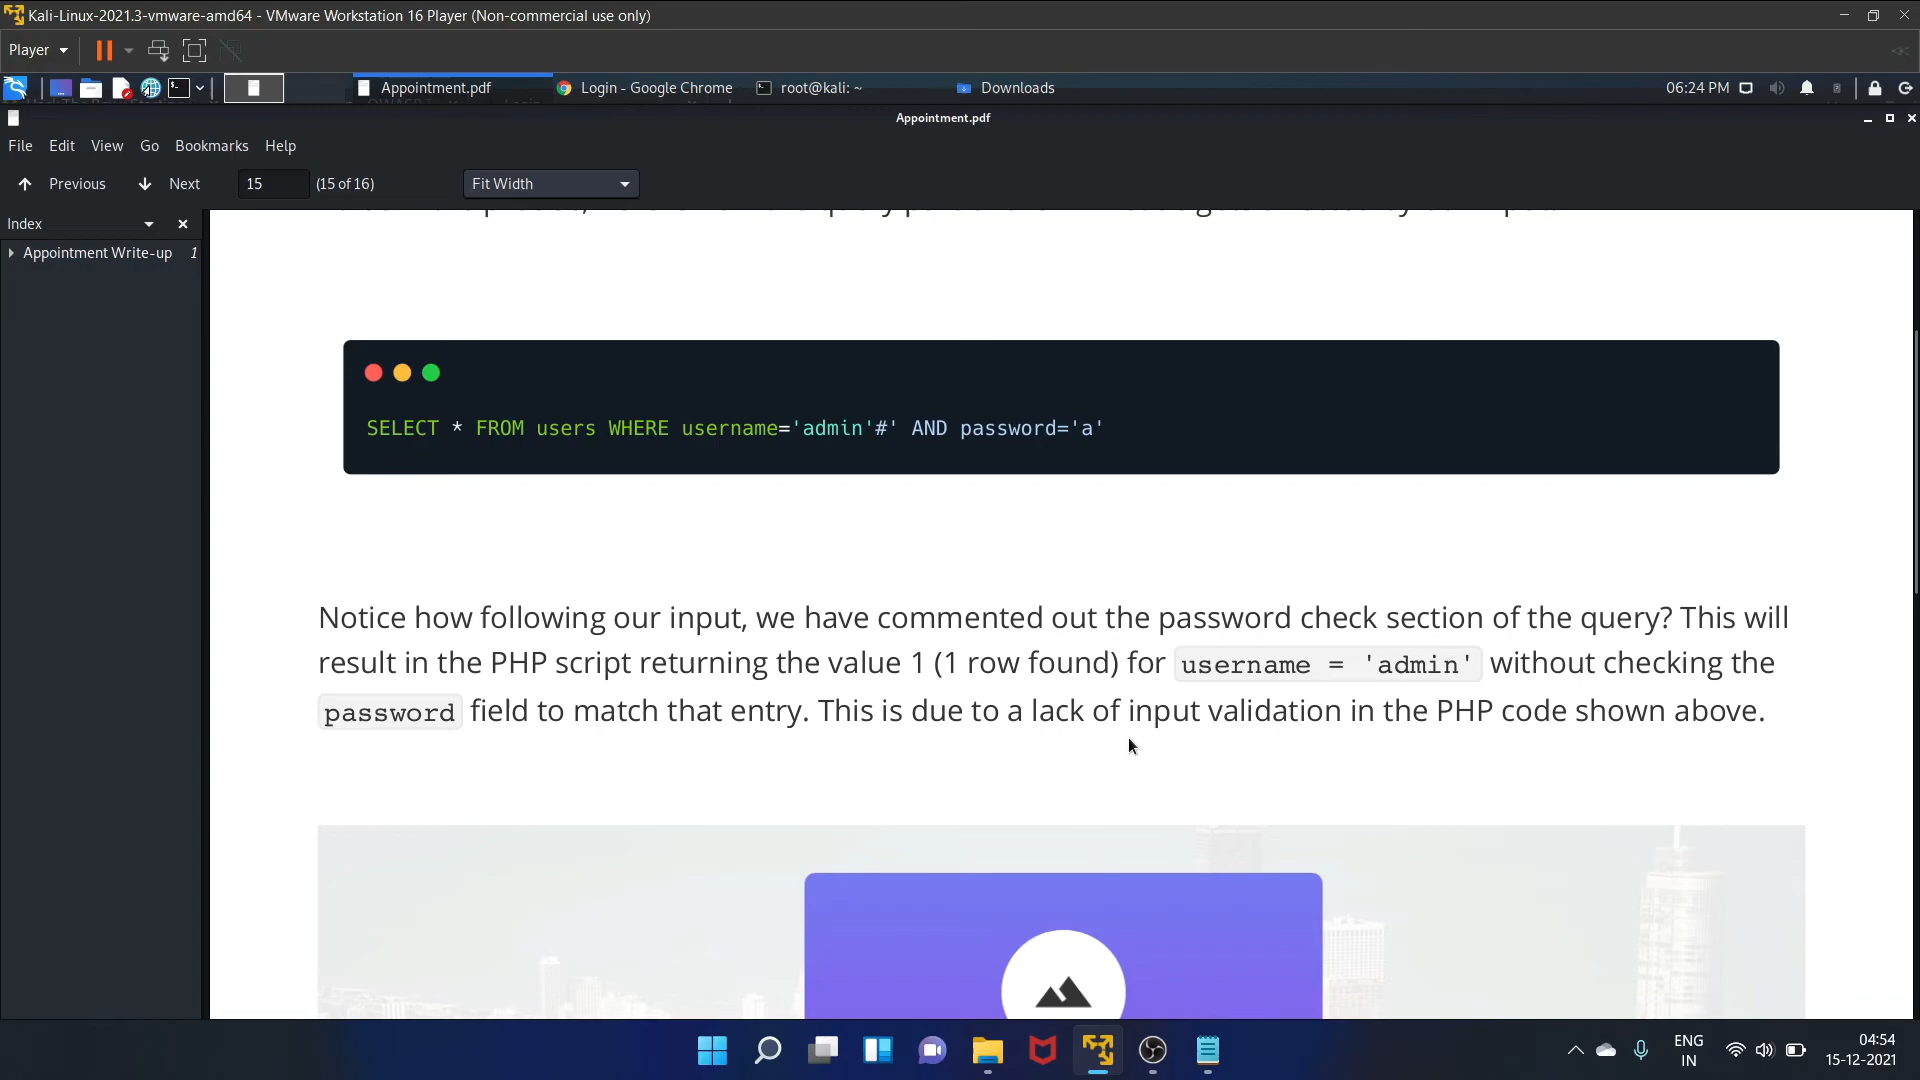 Kali-Linux-2021.3-vmware-amd64 - VMware Workstation 16 Player (Non-commercial use only)
Player
Appointment.pdf
Login - Google Chrome
root@kali: ~
Downloads
06:24 PM
Appointment.pdf
File Edit View Go Bookmarks Help
Previous Next 15 (15 of 16) Fit Width
Index
Appointment Write-up 1
SELECT * FROM users WHERE username='admin'#' AND password='a'
Notice how following our input, we have commented out the password check section of the query? This will
result in the PHP script returning the value 1 (1 row found) for username = 'admin' without checking the
password field to match that entry. This is due to a lack of input validation in the PHP code shown above.
ENG
IN
04:54
15-12-2021